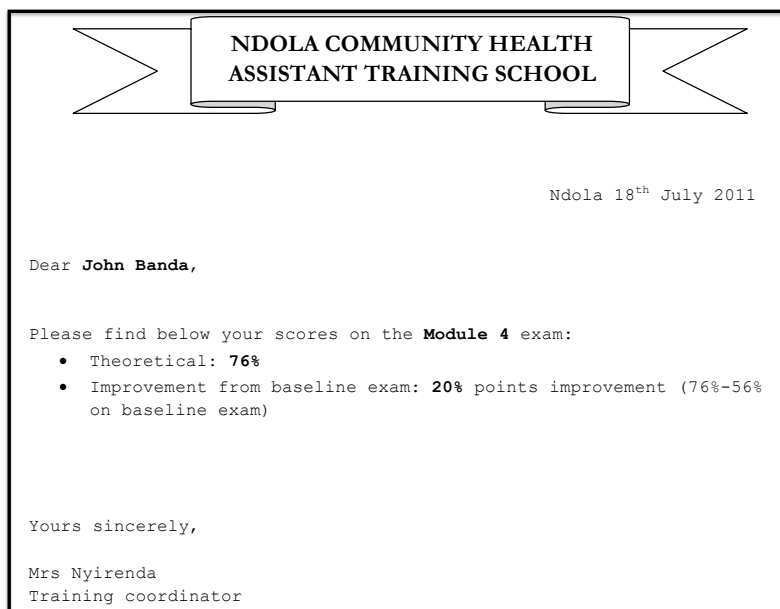 NDOLA COMMUNITY HEALTH
ASSISTANT TRAINING SCHOOL
Ndola 18th July 2011
Dear John Banda,
Please find below your scores on the Module 4 exam:
• Theoretical: 76%
• Improvement from baseline exam: 20% points improvement (76%-56%
on baseline exam)
Yours sincerely,
Mrs Nyirenda
Training coordinator